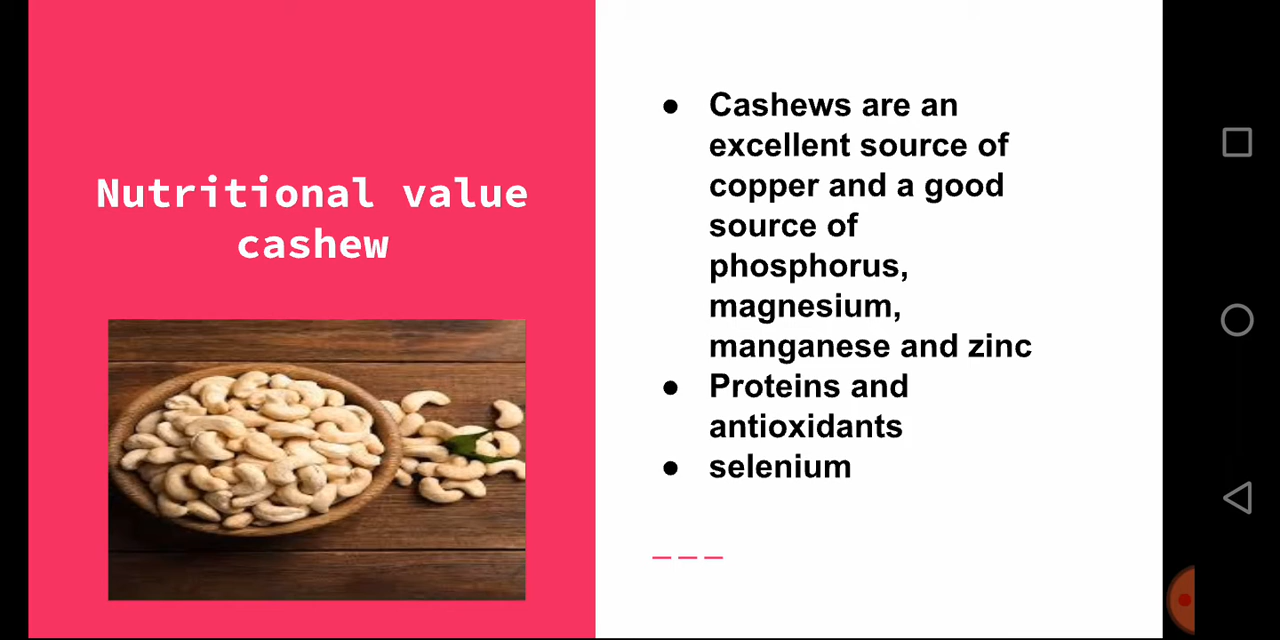 Nutritional value
cashew
● Cashews are an
excellent source of
copper and a good
source of
phosphorus,
magnesium,
manganese and zinc
● Proteins and
antioxidants
● selenium